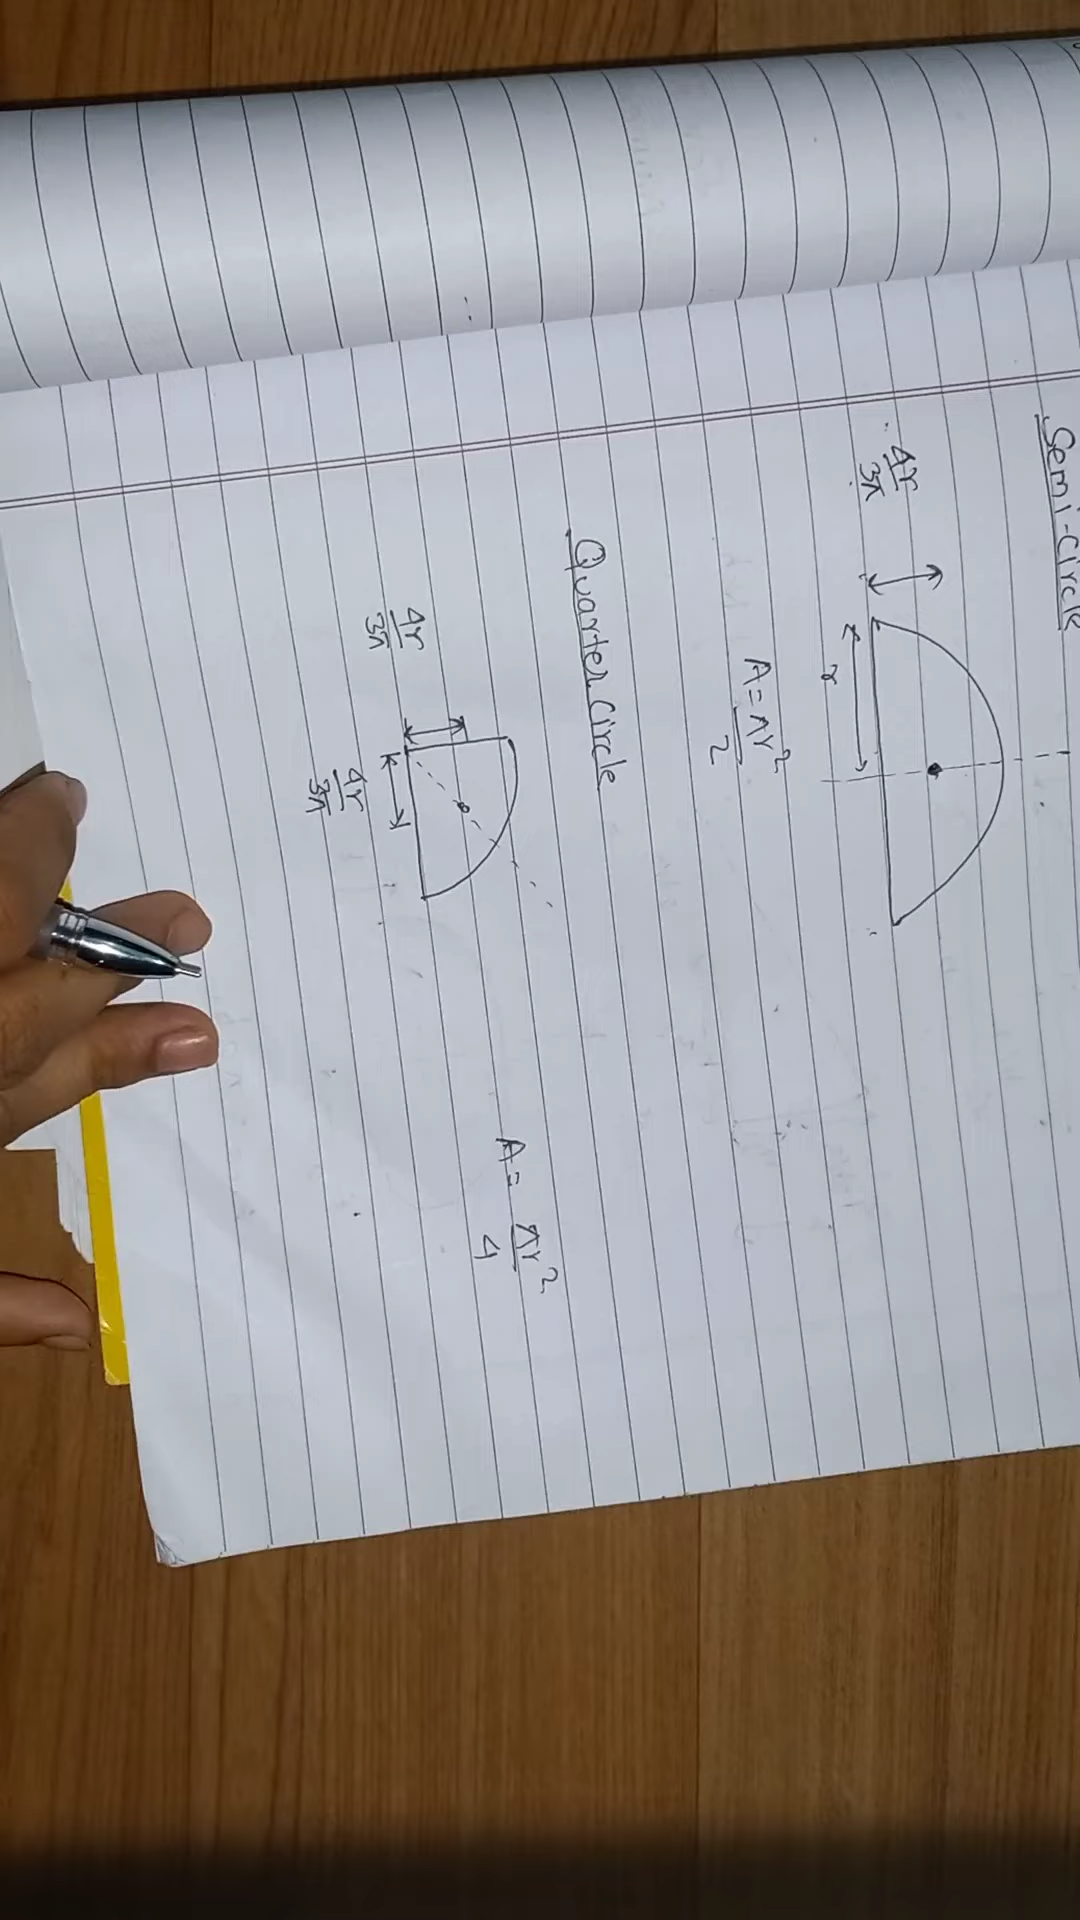 Semi-Circle
4r
3π
r
A = πr²
2
Quarter Circle
4r
3π
4r
3π
A = πr²
4